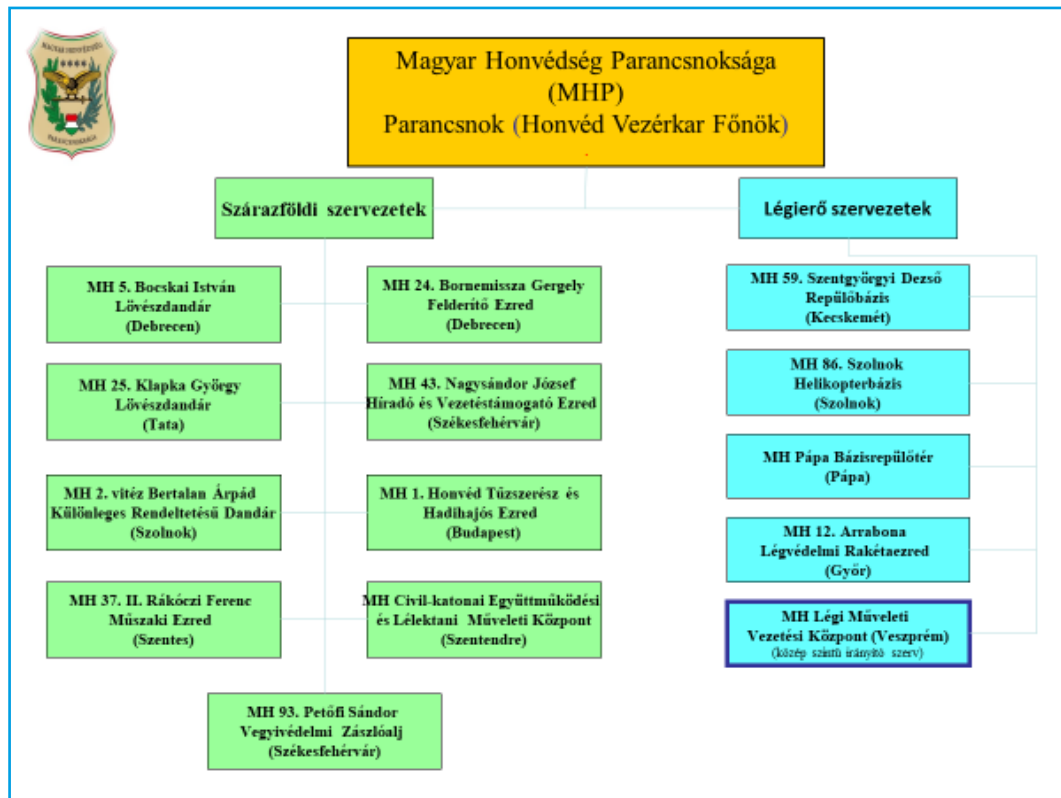 MAGYAR HONVÉDSÉG
PARANCSNOKSÁGA
Magyar Honvédség Parancsnoksága
(MHP)
Parancsnok (Honvéd Vezérkar Főnök)
.
Szárazföldi szervezetek
Légierő szervezetek
MH 5. Bocskai István
Lövészdandár
(Debrecen)
MH 24. Bornemissza Gergely
Felderítő Ezred
(Debrecen)
MH 59. Szentgyörgyi Dezső
Repülőbázis
(Kecskemét)
MH 25. Klapka György
Lövészdandár
(Tata)
MH 43. Nagysándor József
Híradó és Vezetéstámogató Ezred
(Székesfehérvár)
MH 86. Szolnok
Helikopterbázis
(Szolnok)
MH 2. vitéz Bertalan Árpád
Különleges Rendeltetésű Dandár
(Szolnok)
MH 1. Honvéd Tűzszerész és
Hadihajós Ezred
(Budapest)
MH Pápa Bázisrepülőtér
(Pápa)
MH 12. Arrabona
Légvédelmi Rakétaezred
(Győr)
MH 37. II. Rákóczi Ferenc
Műszaki Ezred
(Szentes)
MH Civil-katonai Együttműködési
és Lélektani Műveleti Központ
(Szentendre)
MH Légi Műveleti
Vezetési Központ (Veszprém)
(közép szintű irányító szerv)
MH 93. Petőfi Sándor
Vegyivédelmi Zászlóalj
(Székesfehérvár)